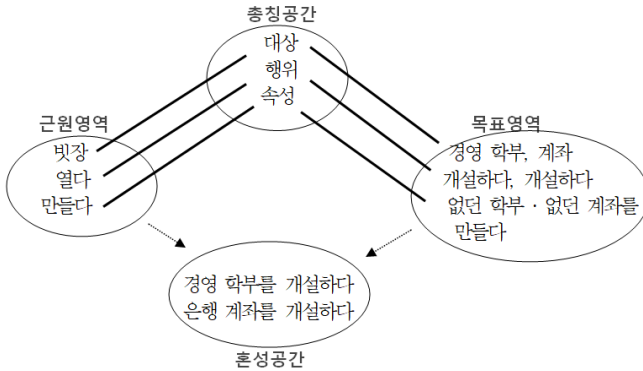 총칭공간
대상
행위
속성
근원영역
빗장
열다
만들다
목표영역
경영 학부, 계좌
개설하다, 개설하다
없던 학부 · 없던 계좌를
만들다
경영 학부를 개설하다
은행 계좌를 개설하다
혼성공간